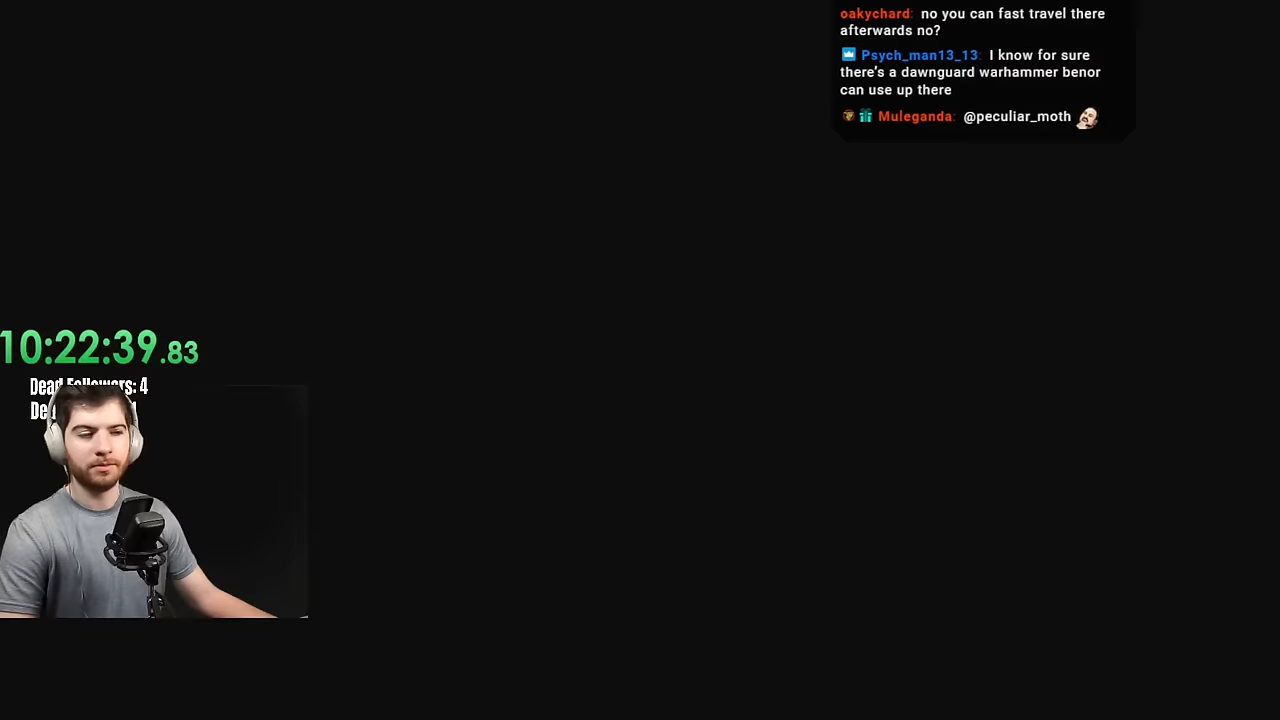 oakychard: no you can fast travel there
afterwards no?
Psych_man13_13: I know for sure
there's a dawnguard warhammer benor
can use up there
Muleganda: @peculiar_moth
10:22:39.83
Dead Followers: 4